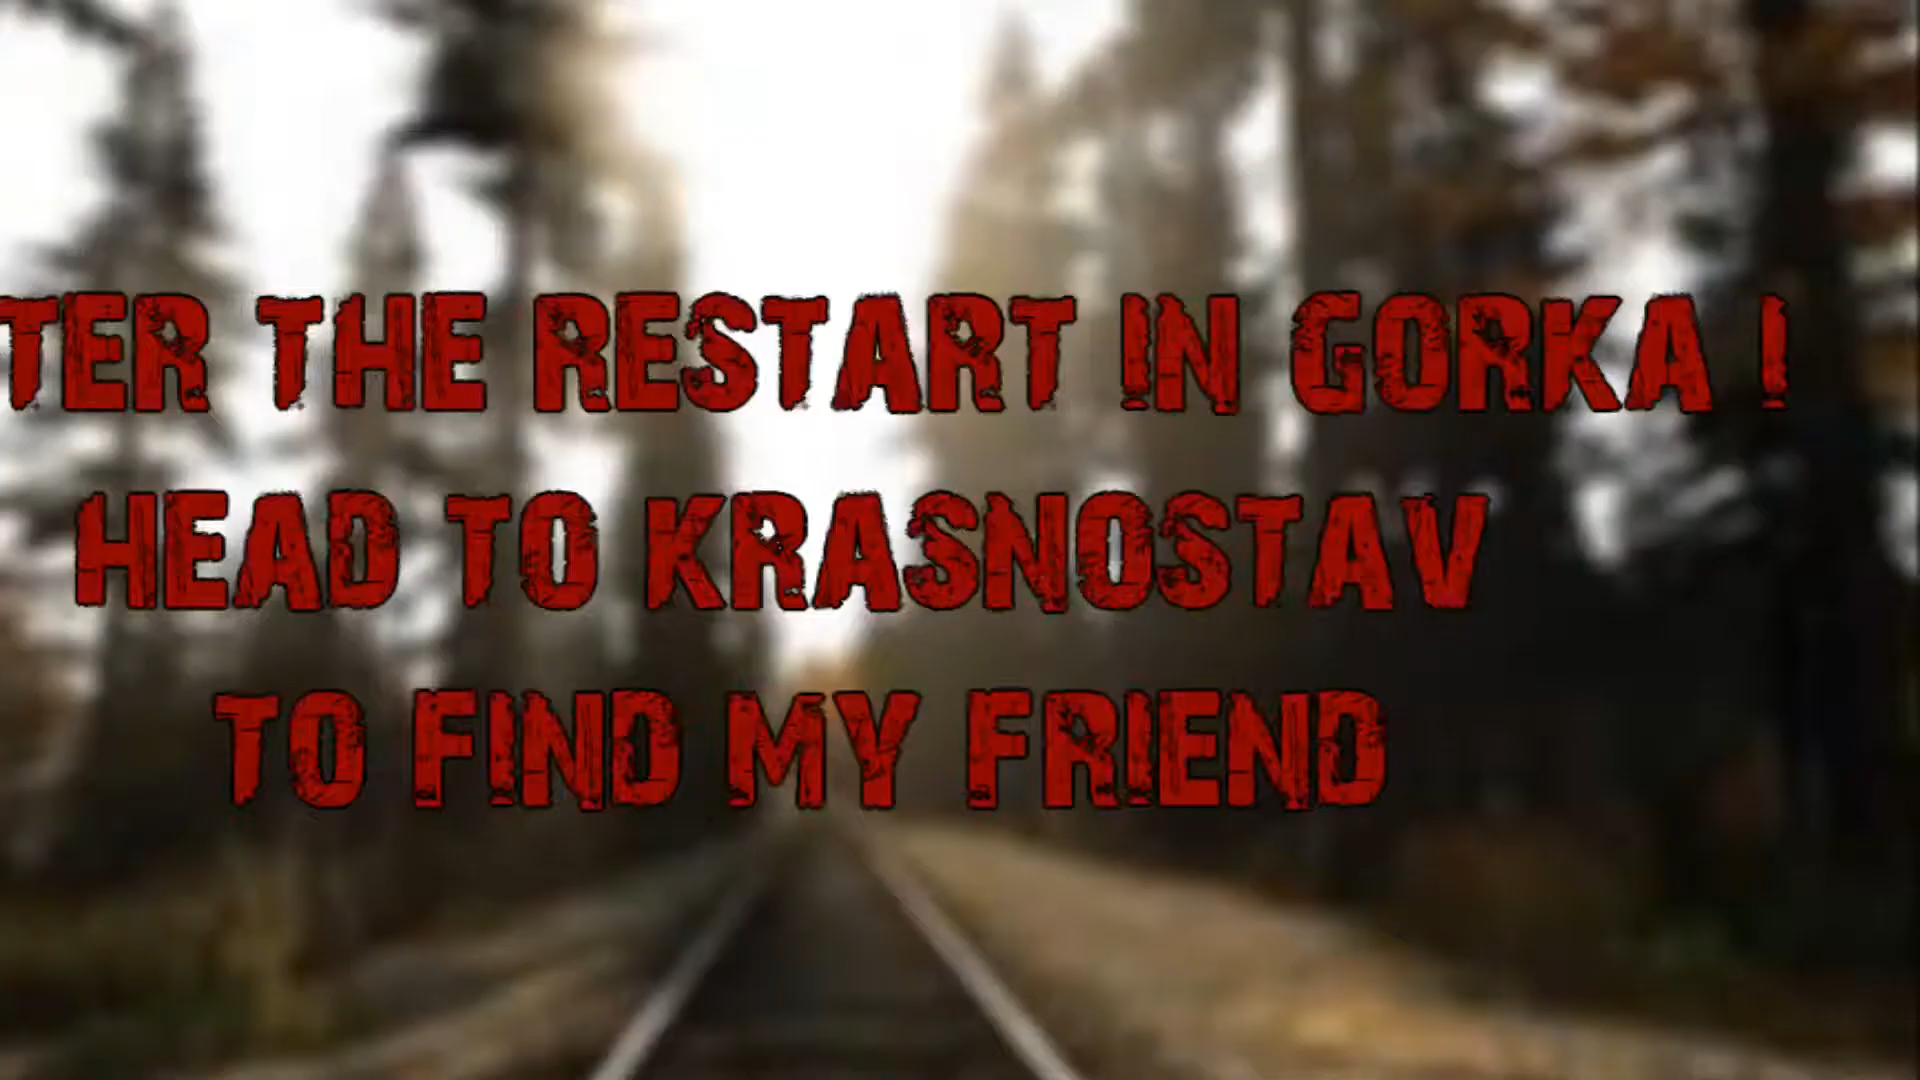 TER THE RESTART IN GORKA I
HEAD TO KRASNOSTAV
TO FIND MY FRIEND